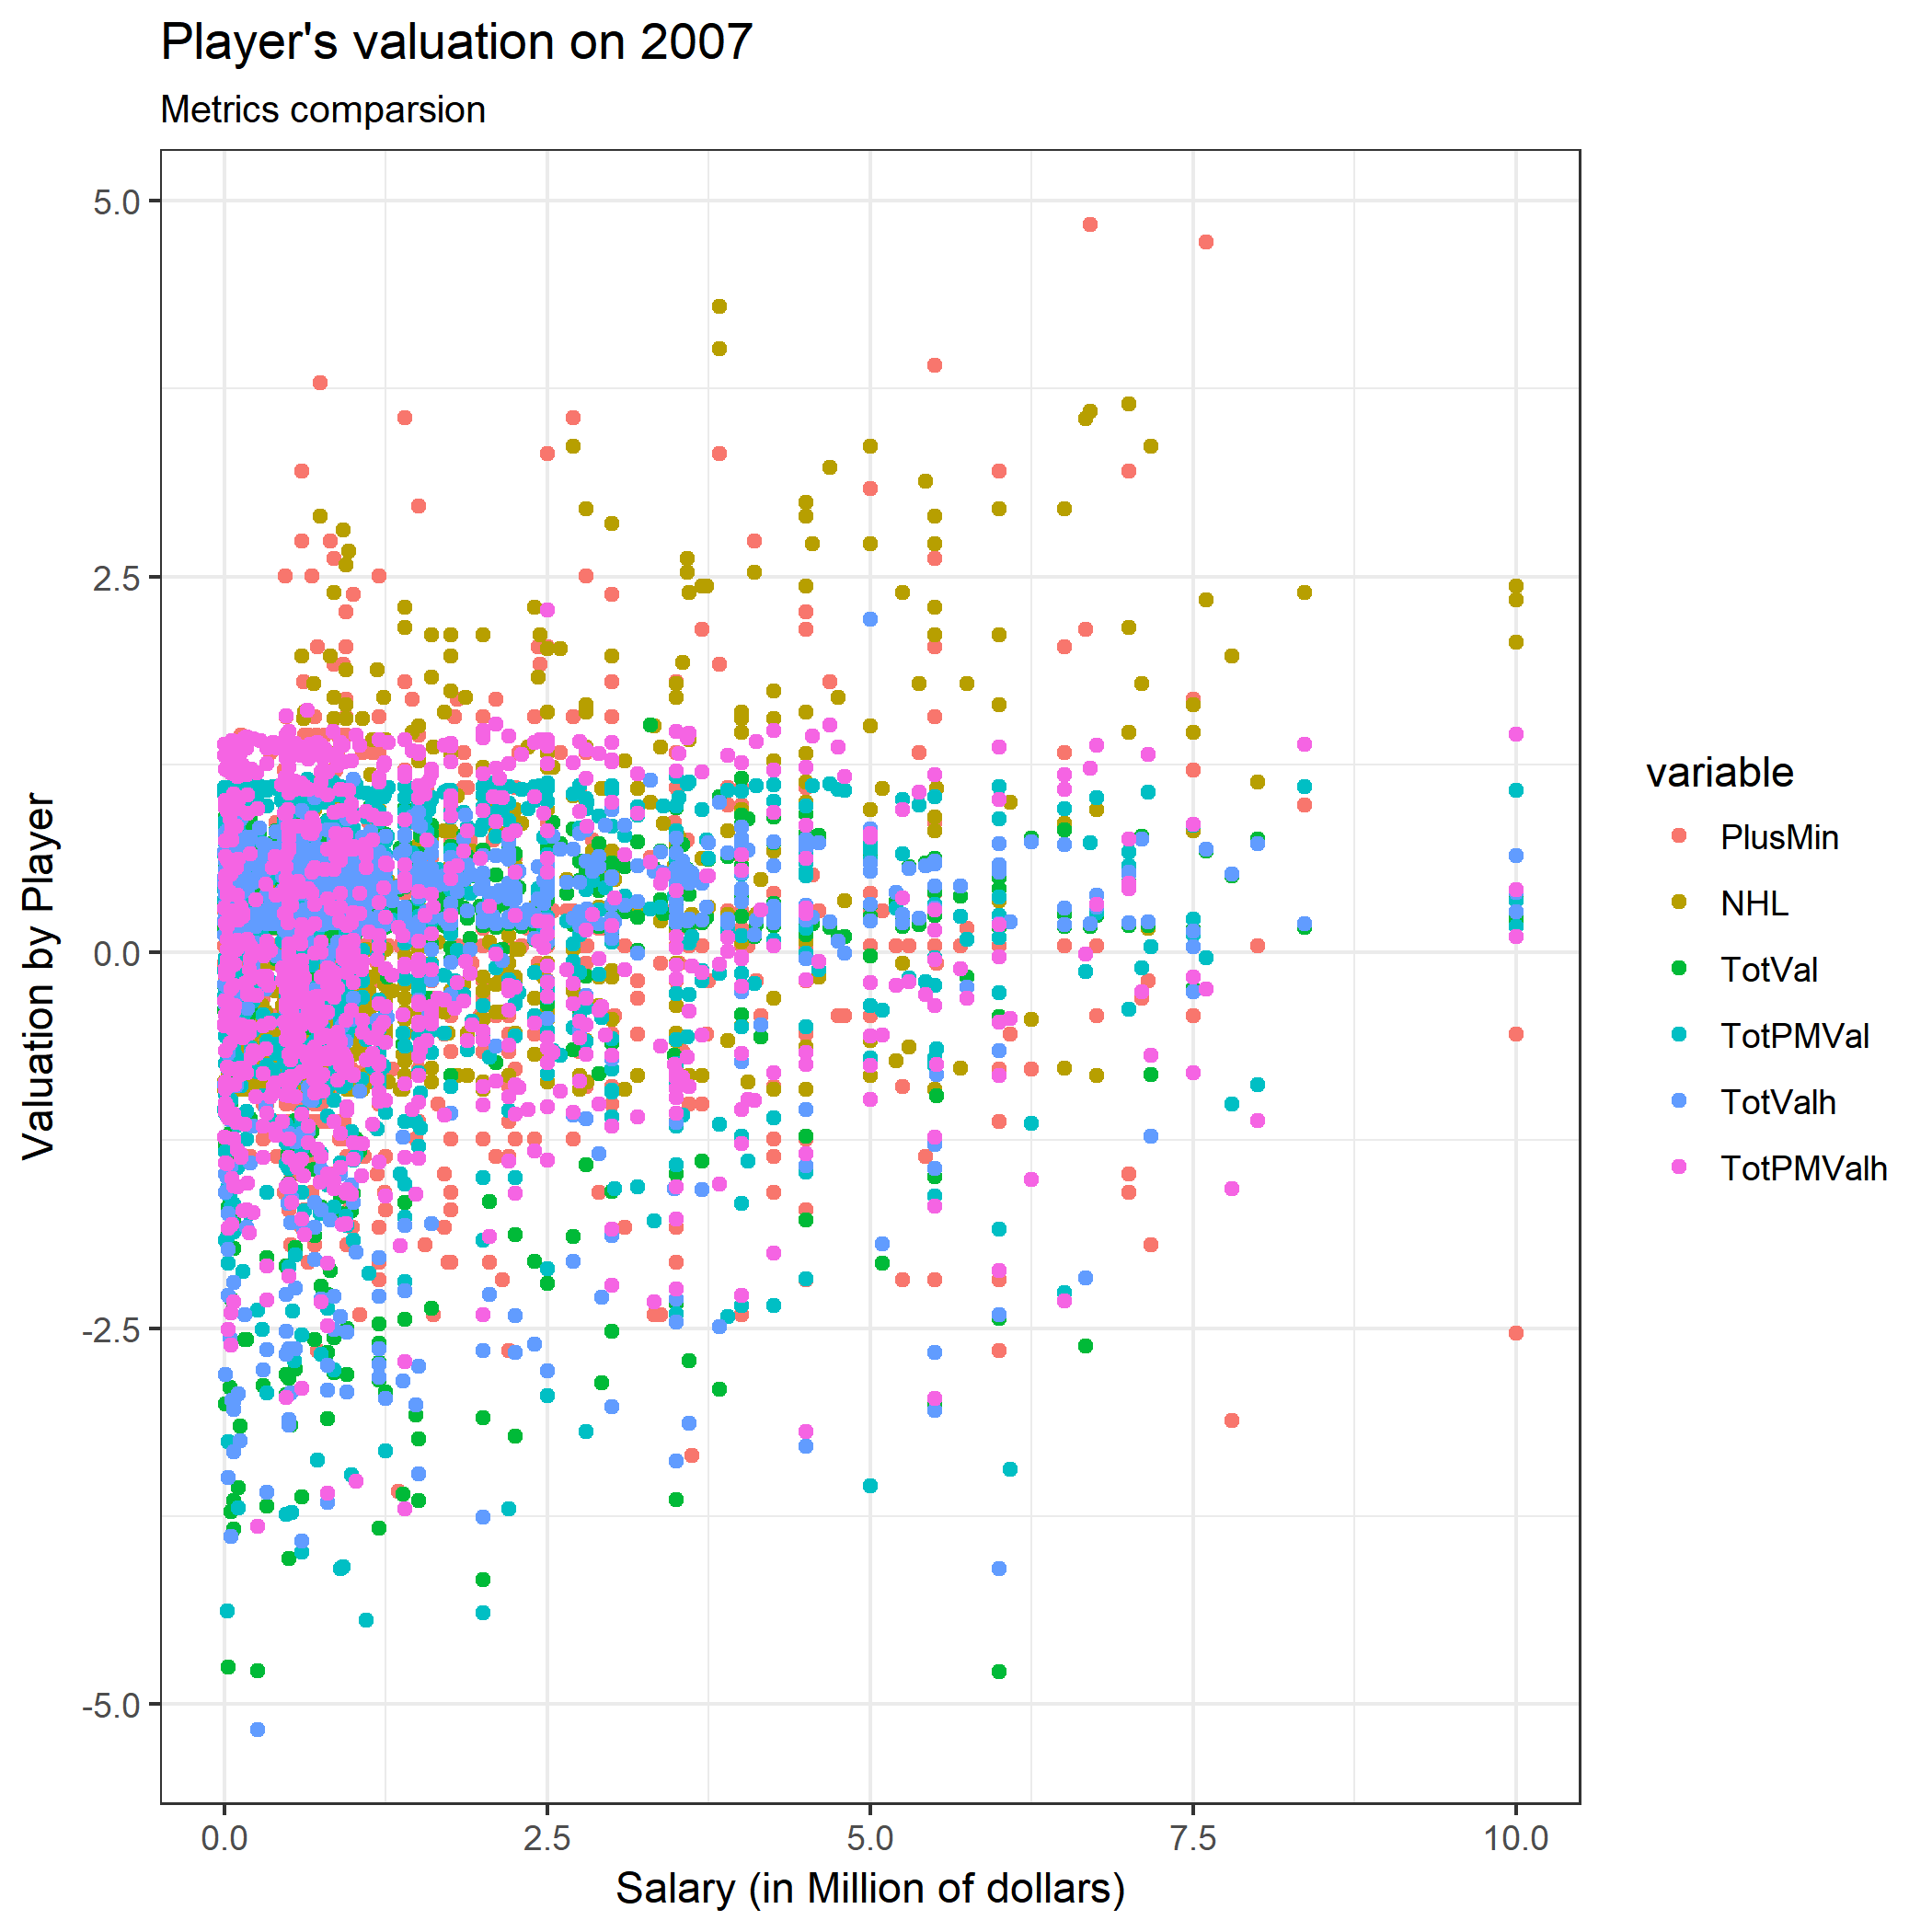 Player's valuation on 2007
Metrics comparsion
5.0
2.5
0.0
-2.5
-5.0
Valuation by Player
0.0
2.5
5.0
7.5
10.0
Salary (in Million of dollars)
variable
PlusMin
NHL
TotVal
TotPMVal
TotValh
TotPMValh